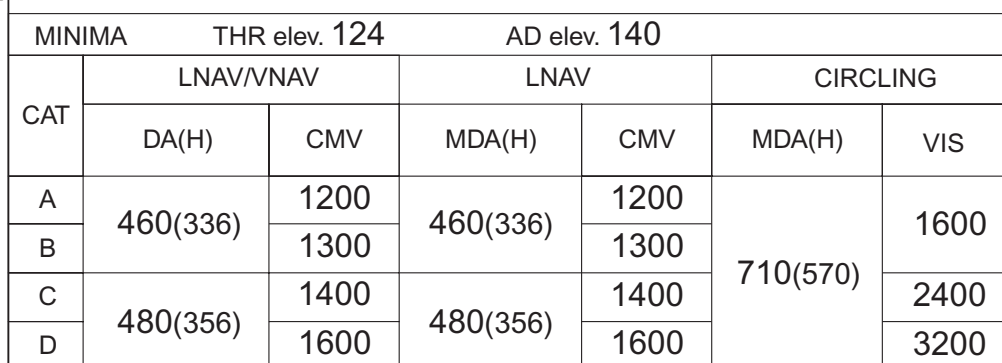 MINIMA THR elev. 124 AD elev. 140
CAT LNAV/VNAV LNAV CIRCLING
DA(H) CMV MDA(H) CMV MDA(H) VIS
A 460(336) 1200 460(336) 1200 710(570) 1600
B 1300 1300
C 480(356) 1400 480(356) 1400 2400
D 1600 1600 3200